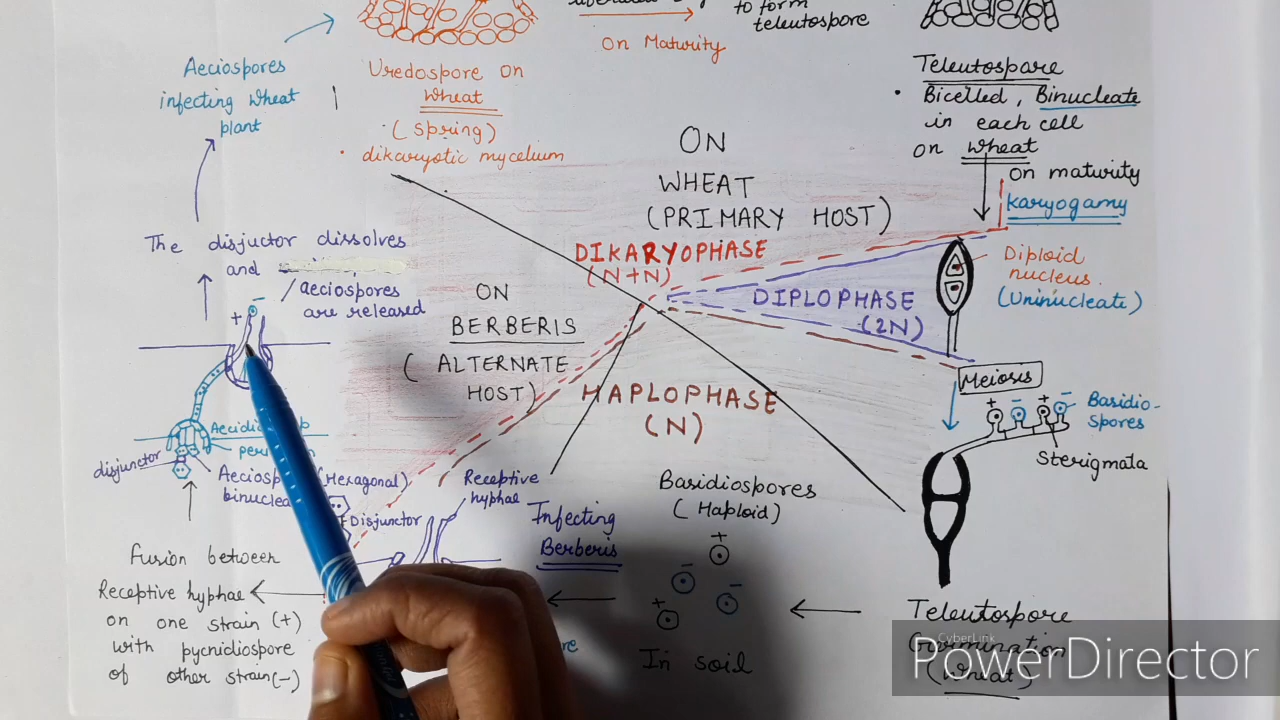 to form
teleutospore
On Maturity
Aeciospores
infecting wheat
plant
Uredospore on
wheat
(Spring)
• dikaryotic mycelium
Teleutospore
• Bicelled, Binucleate
in each cell
on wheat
on maturity
karyogamy
ON
WHEAT
(PRIMARY HOST)
DIKARYOPHASE
(N+N)
The disjuctor dissolves
and
aeciospores
are released
+ -
ON
BERBERIS
(ALTERNATE
HOST)
DIPLOPHASE
(2N)
Diploid
nucleus.
(Uninucleate)
Meiosis
+ - + -
Basidio-
spores
Sterigmata
HAPLOPHASE
(N)
disjunctor
(Hexagonal)
Disjunctor
Receptive
hyphae
Infecting
Berberis
Basidiospores
(Haploid)
+
-
-
+
In soil
Fusion between
Receptive hyphae
on one strain (+)
with pycnidiospore
of other strain(-)
Teleutospore
Germination
(Wheat)
CyberLink
PowerDirector